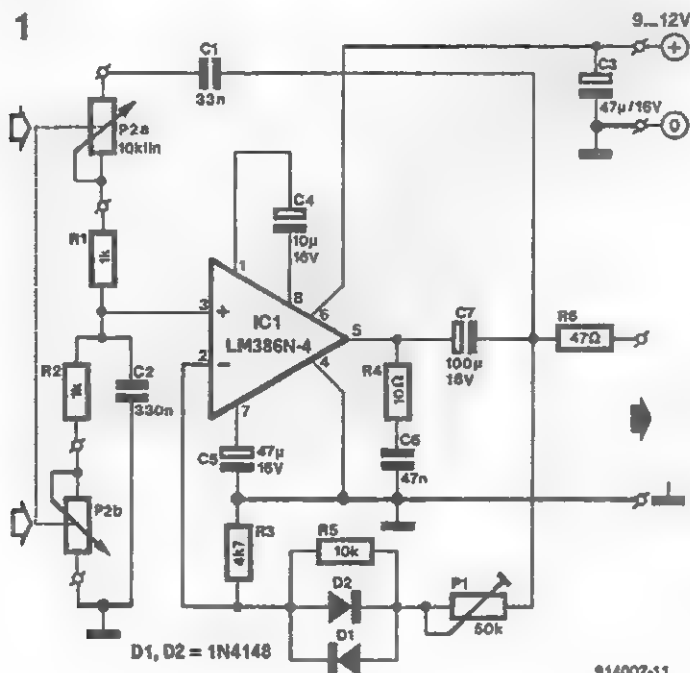 1
9...12V
+
C1
33n
C3
47µ/16V
0
P2a
10klin
C4
10µ
16V
R1
1k
1
8
3
+
6
IC1
LM386N-4
5
2
−
4
7
C7
100µ
16V
R6
47Ω
R2
1k
C2
330n
R4
10Ω
C5
47µ
16V
C6
47n
P2b
R3
4k7
R5
10k
D2
D1
P1
50k
D1, D2 = 1N4148
914007-11